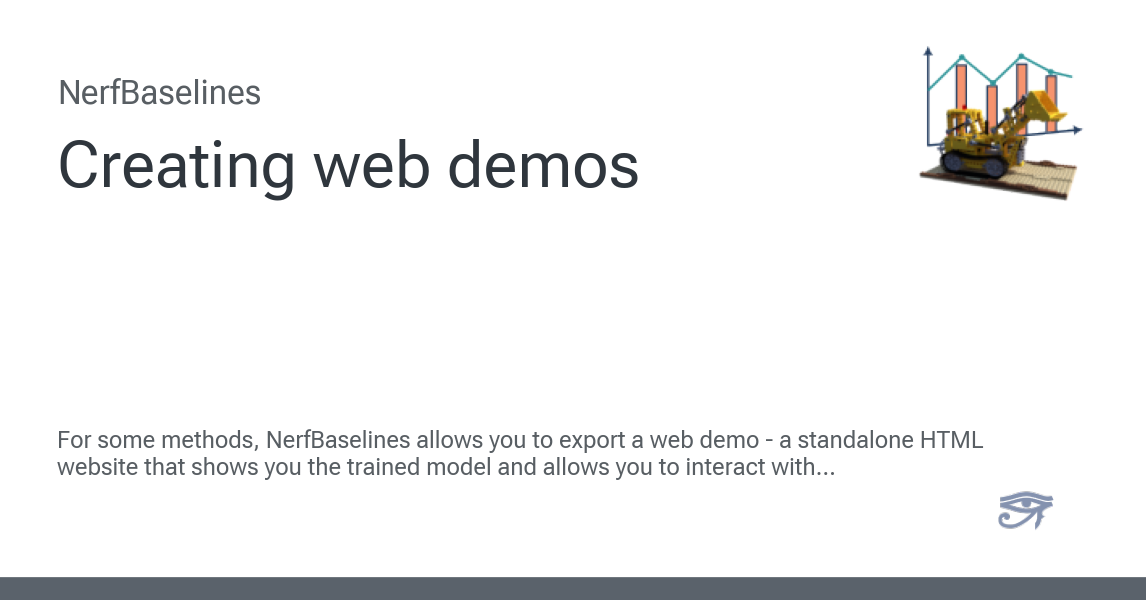 NerfBaselines
Creating web demos
For some methods, NerfBaselines allows you to export a web demo - a standalone HTML
website that shows you the trained model and allows you to interact with...